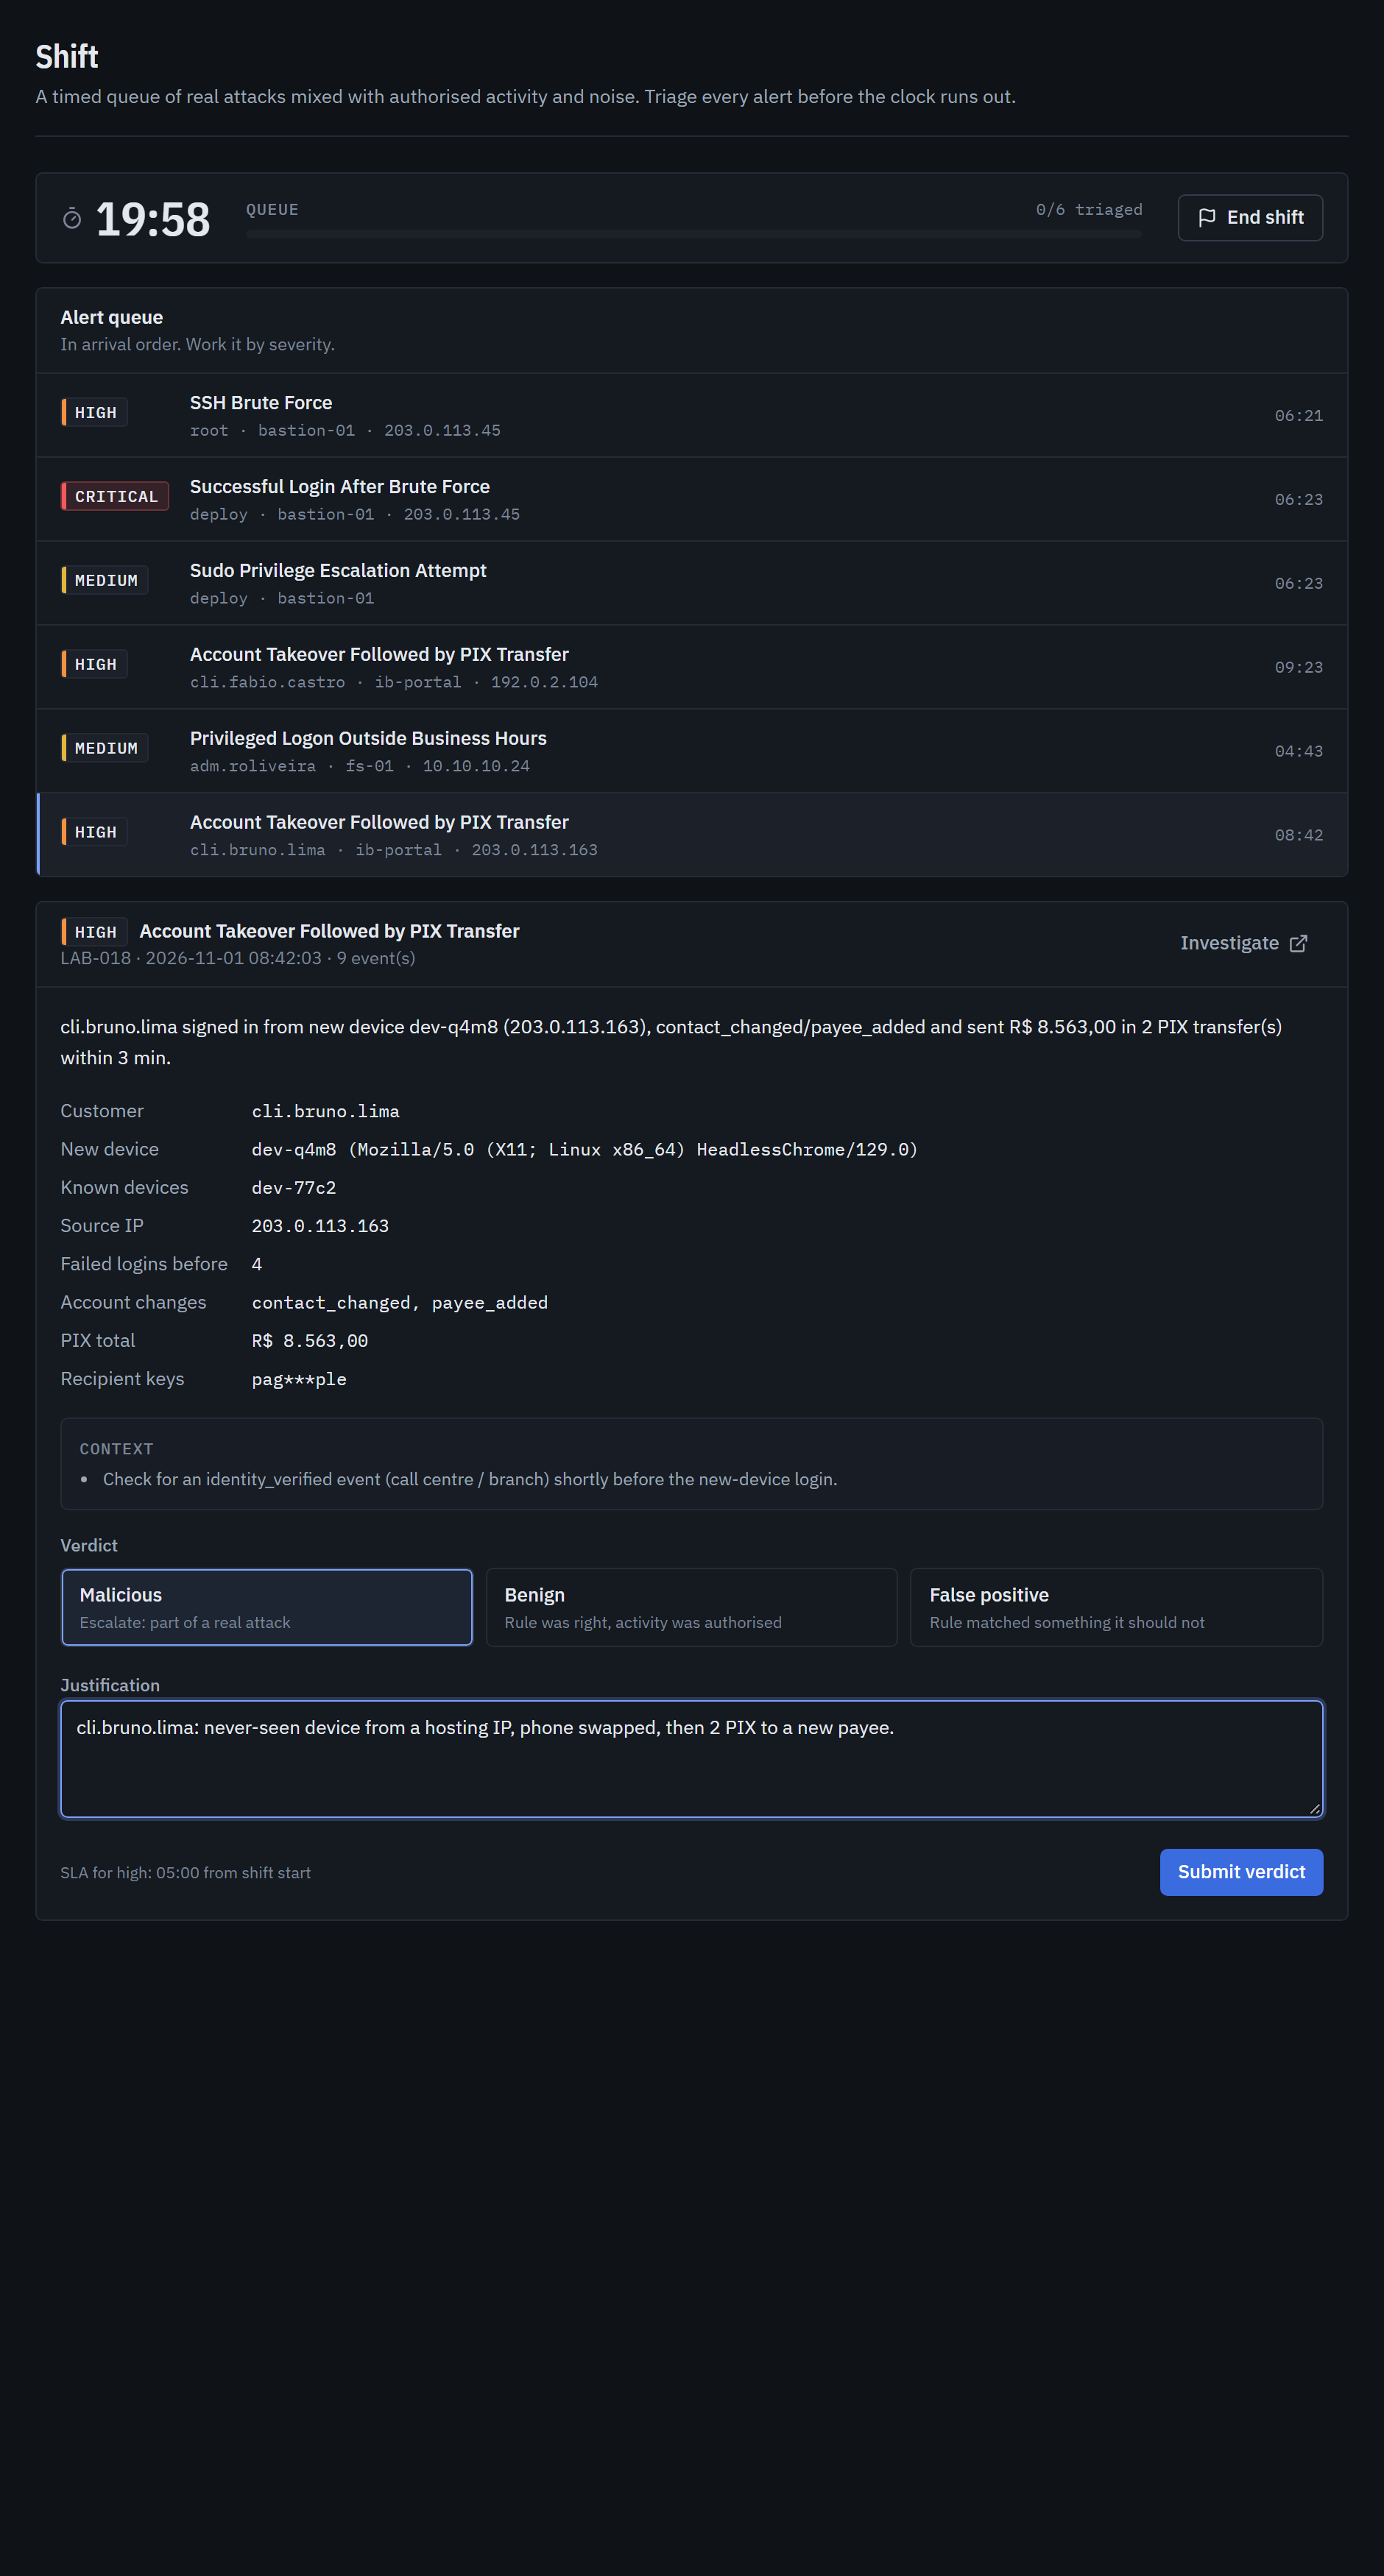 Shift
A timed queue of real attacks mixed with authorised activity and noise. Triage every alert before the clock runs out.
19:58
QUEUE
0/6 triaged
End shift
Alert queue
In arrival order. Work it by severity.
HIGH
SSH Brute Force
root · bastion-01 · 203.0.113.45
06:21
CRITICAL
Successful Login After Brute Force
deploy · bastion-01 · 203.0.113.45
06:23
MEDIUM
Sudo Privilege Escalation Attempt
deploy · bastion-01
06:23
HIGH
Account Takeover Followed by PIX Transfer
cli.fabio.castro · ib-portal · 192.0.2.104
09:23
MEDIUM
Privileged Logon Outside Business Hours
adm.roliveira · fs-01 · 10.10.10.24
04:43
HIGH
Account Takeover Followed by PIX Transfer
cli.bruno.lima · ib-portal · 203.0.113.163
08:42
HIGH Account Takeover Followed by PIX Transfer
LAB-018 · 2026-11-01 08:42:03 · 9 event(s)
Investigate
cli.bruno.lima signed in from new device dev-q4m8 (203.0.113.163), contact_changed/payee_added and sent R$ 8.563,00 in 2 PIX transfer(s)
within 3 min.
Customer cli.bruno.lima
New device dev-q4m8 (Mozilla/5.0 (X11; Linux x86_64) HeadlessChrome/129.0)
Known devices dev-77c2
Source IP 203.0.113.163
Failed logins before 4
Account changes contact_changed, payee_added
PIX total R$ 8.563,00
Recipient keys pag***ple
CONTEXT
• Check for an identity_verified event (call centre / branch) shortly before the new-device login.
Verdict
Malicious
Escalate: part of a real attack
Benign
Rule was right, activity was authorised
False positive
Rule matched something it should not
Justification
cli.bruno.lima: never-seen device from a hosting IP, phone swapped, then 2 PIX to a new payee.
SLA for high: 05:00 from shift start
Submit verdict